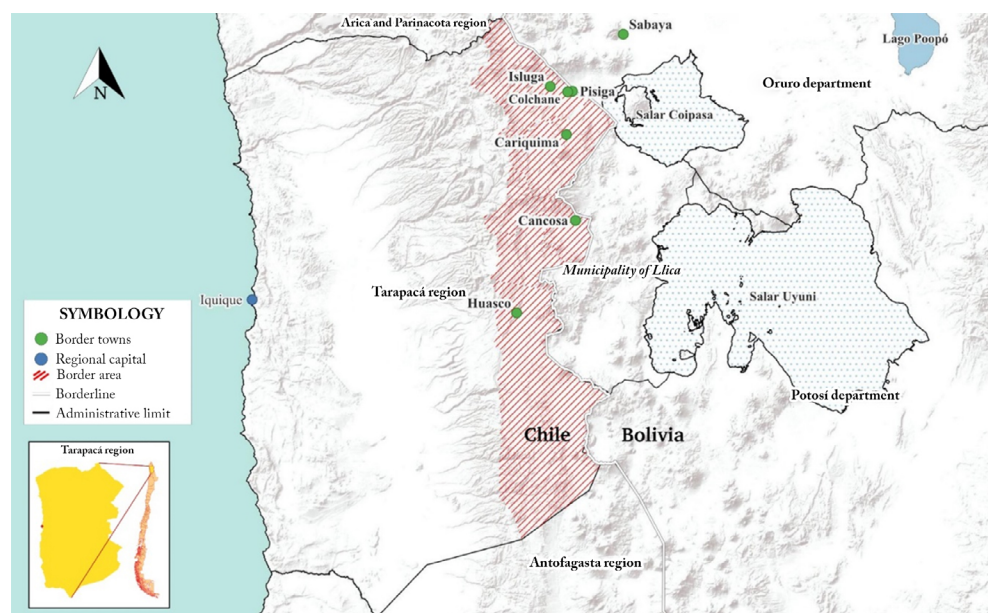 Arica and Parinacota region
Sabaya
Lago Poopó
N
Isluga
Colchane
Pisiga
Oruro department
Salar Coipasa
Cariquima
Cancosa
Municipality of Llica
Tarapacá region
Salar Uyuni
Iquique
Huasco
SYMBOLOGY
Border towns
Regional capital
Border area
Borderline
Administrative limit
Potosí department
Chile
Bolivia
Tarapacá region
Antofagasta region